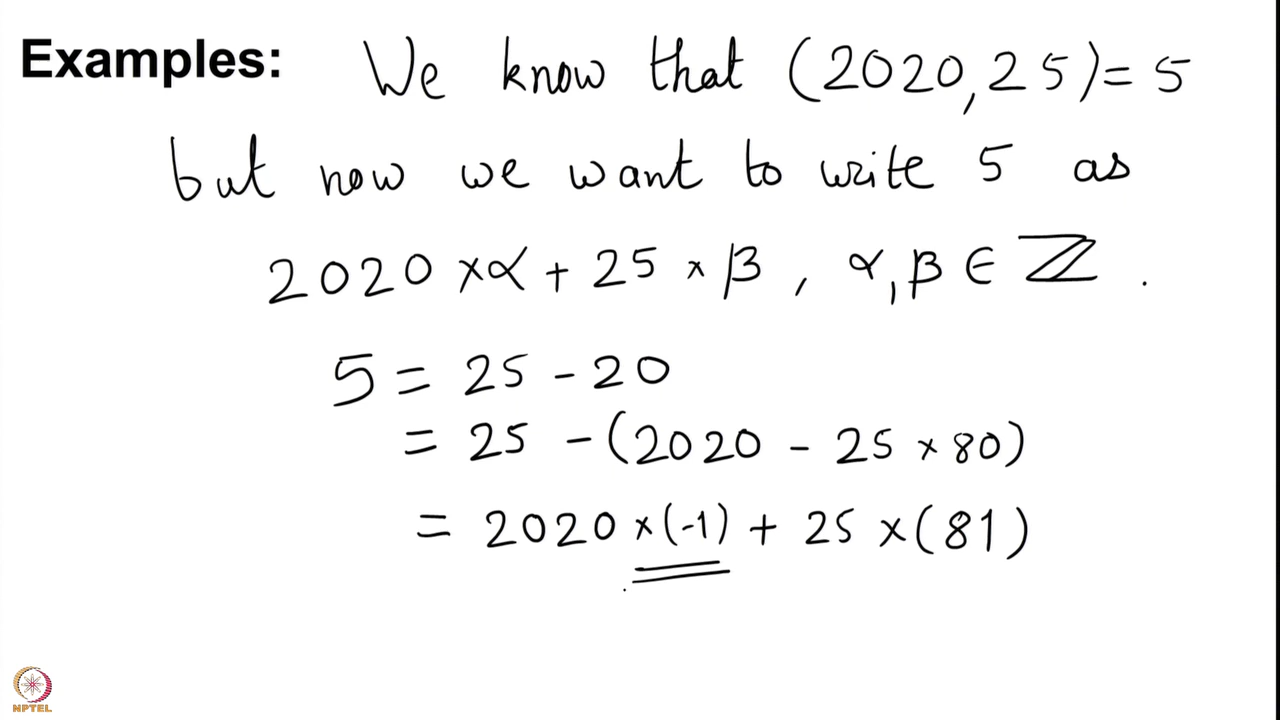 Examples: We know that (2020, 25) = 5
but now we want to write 5 as
2020 × α + 25 × β , α, β ∈ ℤ .
5 = 25 - 20
= 25 - (2020 - 25 × 80)
= 2020 × (-1) + 25 × (81)
NPTEL